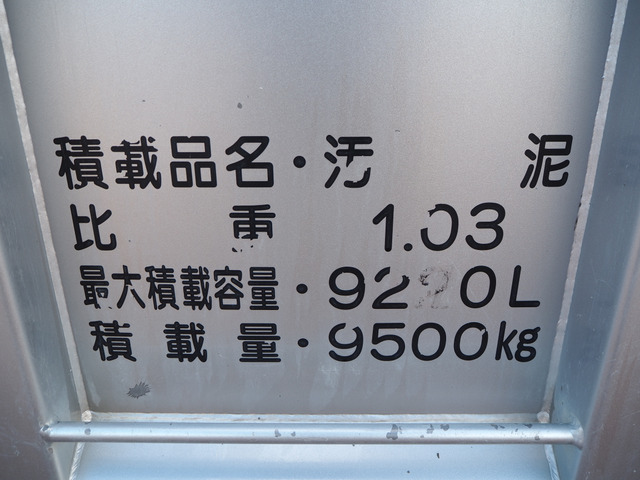 積載品名・汚 泥
比 重 1.03
最大積載容量・9220L
積載量・9500kg